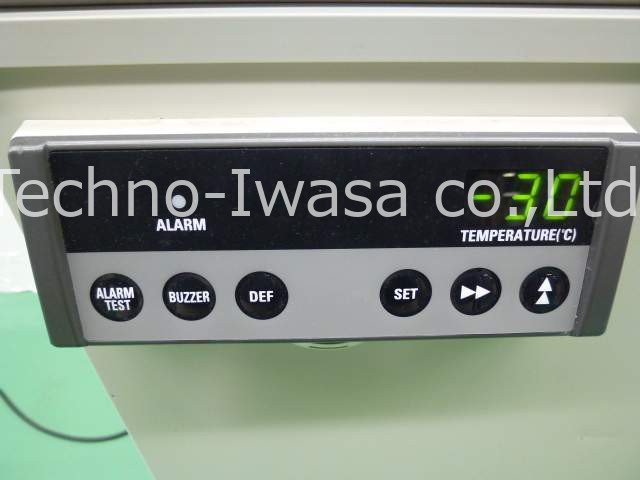 Techno-Iwasa co.,Ltd
-30
ALARM
TEMPERATURE(°C)
ALARM TEST
BUZZER
DEF
SET